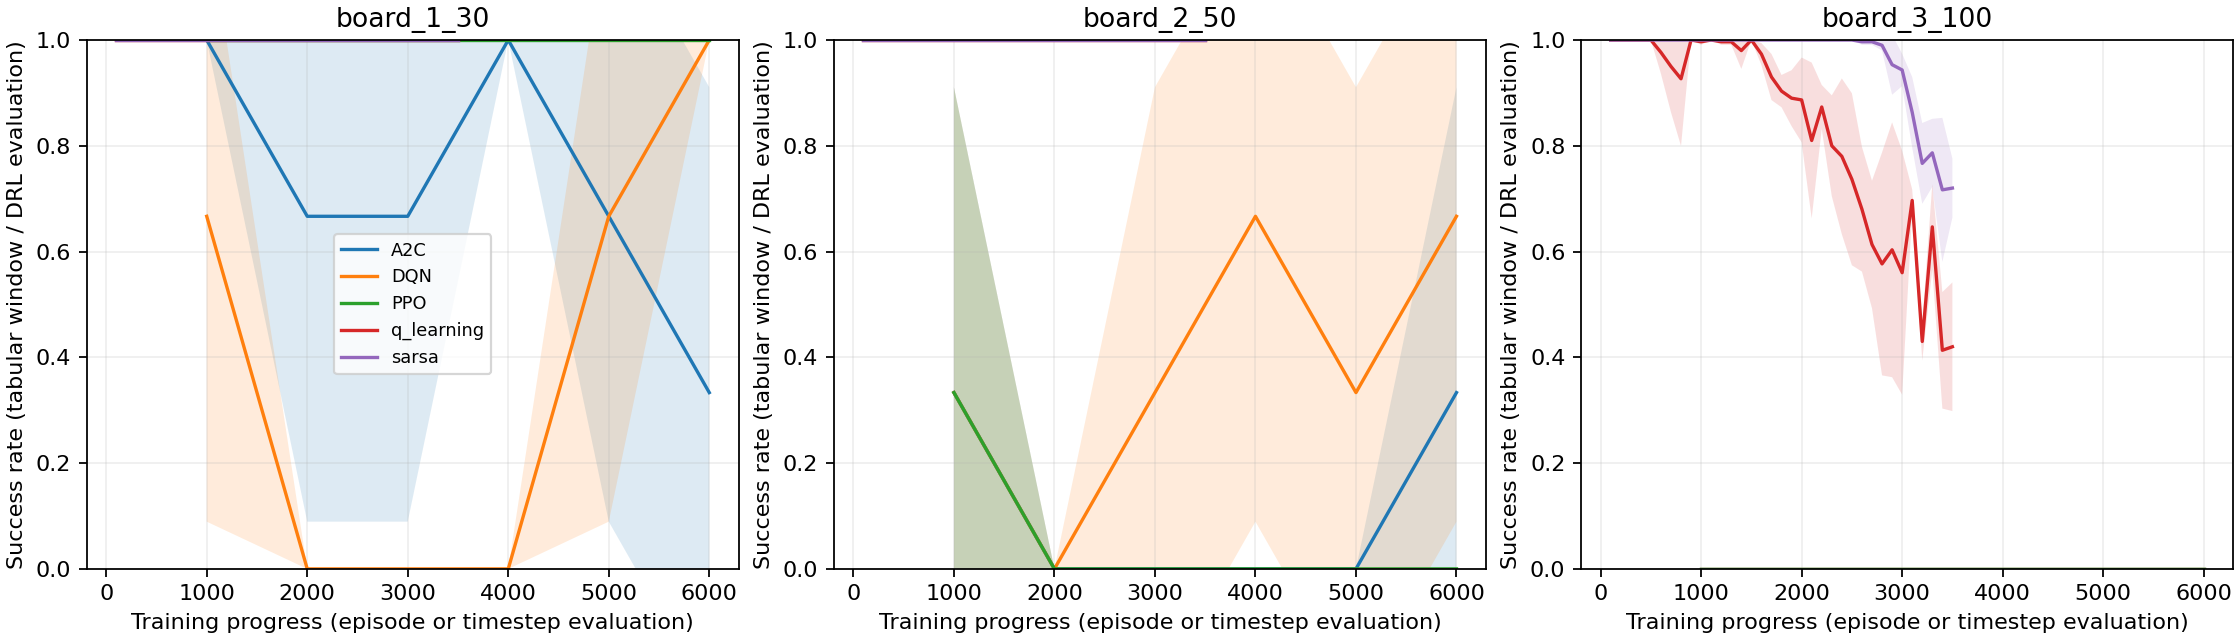 board_1_30
Success rate (tabular window / DRL evaluation)
1.0
0.8
0.6
0.4
0.2
0.0
A2C
DQN
PPO
q_learning
sarsa
0 1000 2000 3000 4000 5000 6000
Training progress (episode or timestep evaluation)
board_2_50
Success rate (tabular window / DRL evaluation)
1.0
0.8
0.6
0.4
0.2
0.0
0 1000 2000 3000 4000 5000 6000
Training progress (episode or timestep evaluation)
board_3_100
Success rate (tabular window / DRL evaluation)
1.0
0.8
0.6
0.4
0.2
0.0
0 1000 2000 3000 4000 5000 6000
Training progress (episode or timestep evaluation)